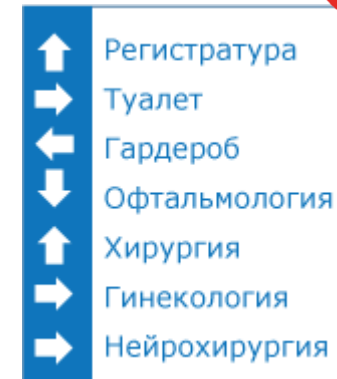 Регистратура
Туалет
Гардероб
Офтальмология
Хирургия
Гинекология
Нейрохирургия